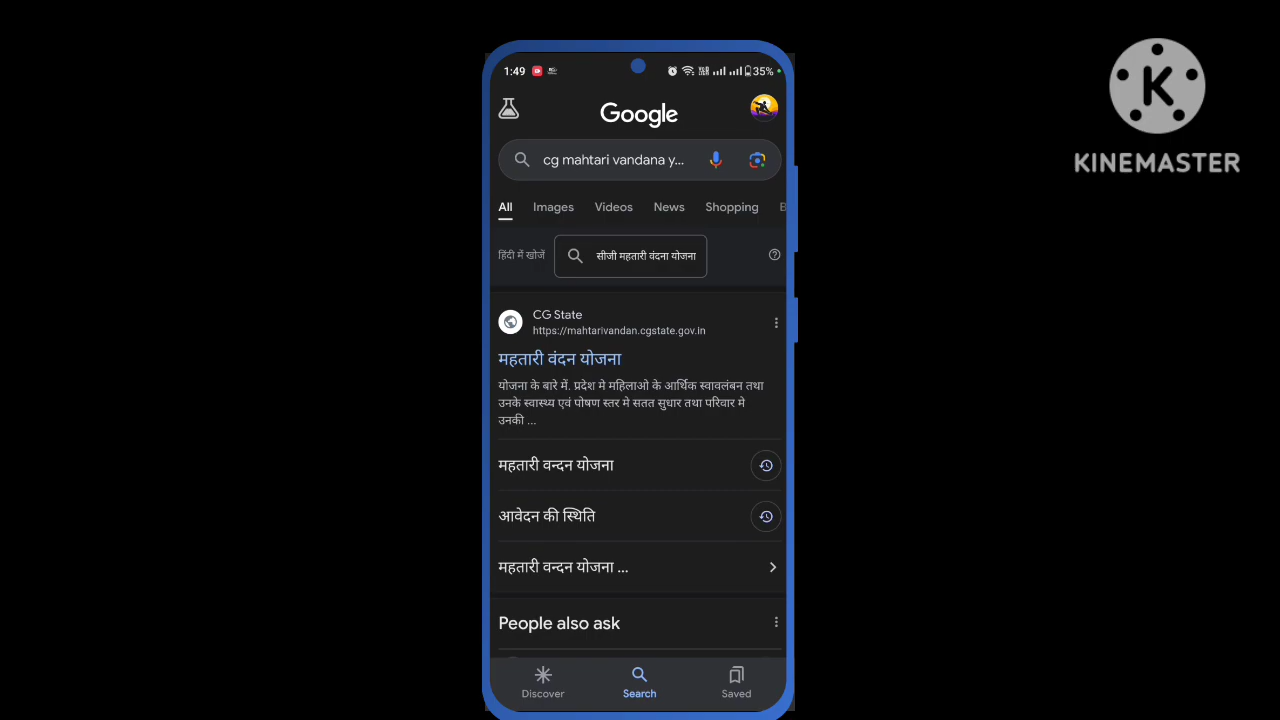 1:49
35%
Google
cg mahtari vandana y...
All Images Videos News Shopping
हिंदी में खोजें
सीजी महतारी वंदना योजना
CG State
https://mahtarivandan.cgstate.gov.in
महतारी वंदन योजना
योजना के बारे में. प्रदेश मे महिलाओ के आर्थिक स्वावलंबन तथा
उनके स्वास्थ्य एवं पोषण स्तर मे सतत सुधार तथा परिवार मे
उनकी ...
महतारी वन्दन योजना
आवेदन की स्थिति
महतारी वन्दन योजना ...
People also ask
Discover Search Saved
K
KINEMASTER